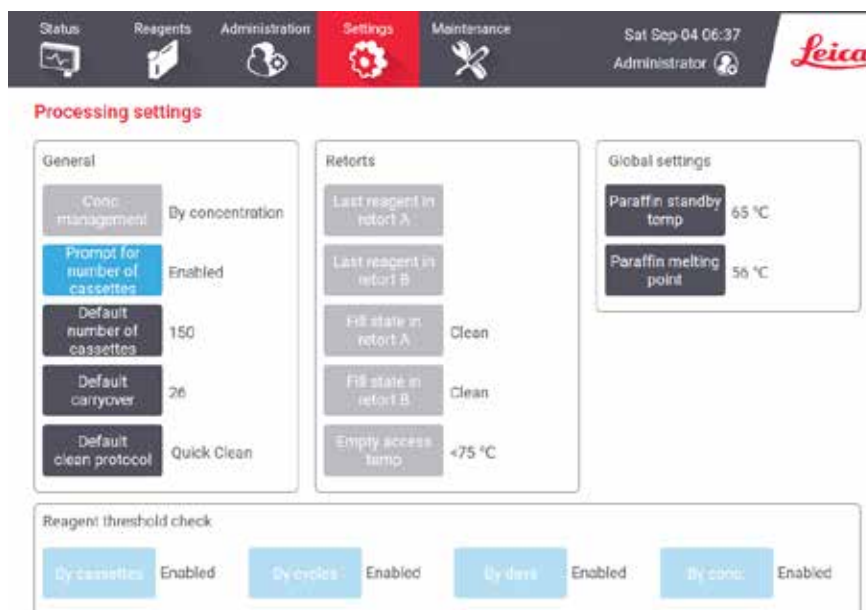 Status Reagents Administration Settings Maintenance
Sat Sep-04 06:37
Administrator
Leica
Processing settings
General
Conc
management
By concentration
Prompt for
number of
cassettes
Enabled
Default
number of
cassettes
150
Default
carryover
26
Default
clean protocol
Quick Clean
Retorts
Last reagent in
retort A
Last reagent in
retort B
Fill state in
retort A
Clean
Fill state in
retort B
Clean
Empty access
temp
<75 °C
Global settings
Paraffin standby
temp
65 °C
Paraffin melting
point
56 °C
Reagent threshold check
By cassettes Enabled
By cycles Enabled
By days Enabled
By conc. Enabled